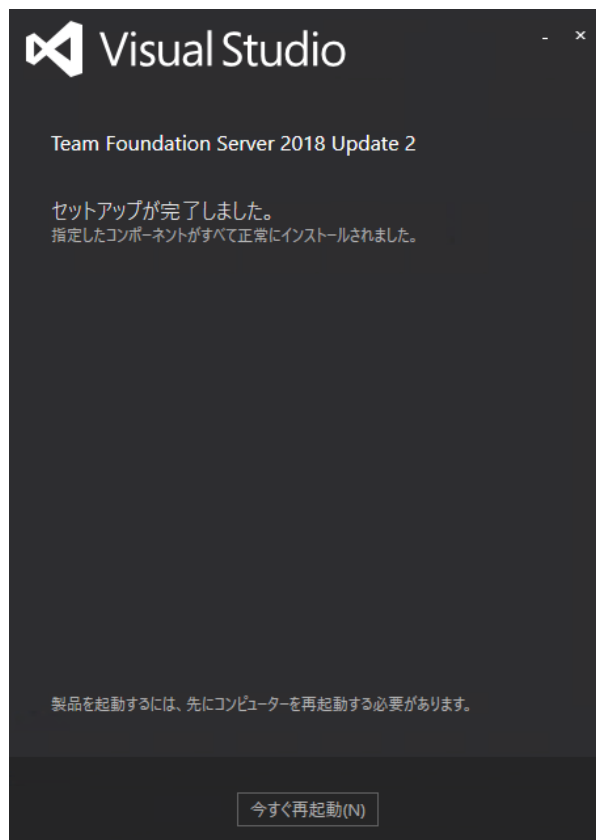 Visual Studio
Team Foundation Server 2018 Update 2
セットアップが完了しました。
指定したコンポーネントがすべて正常にインストールされました。
製品を起動するには、先にコンピューターを再起動する必要があります。
今すぐ再起動(N)